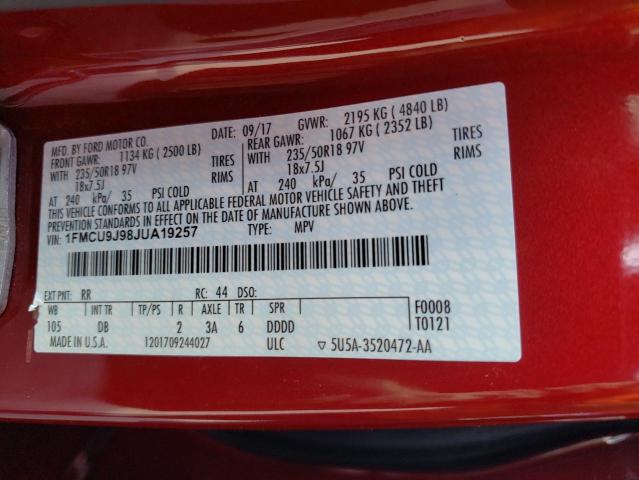 MFD. BY FORD MOTOR CO. 09/17 GVWR: 2195 KG ( 4840 LB)
FRONT GAWR: 1134 KG ( 2500 LB) REAR GAWR: 1067 KG ( 2352 LB)
WITH 235/50R18 97V TIRES WITH 235/50R18 97V TIRES
18x7.5J RIMS 18x7.5J RIMS
AT 240 kPa/ 35 PSI COLD AT 240 kPa/ 35 PSI COLD
THIS VEHICLE CONFORMS TO ALL APPLICABLE FEDERAL MOTOR VEHICLE SAFETY AND THEFT
PREVENTION STANDARDS IN EFFECT ON THE DATE OF MANUFACTURE SHOWN ABOVE.
VIN: 1FMCU9J98JUA19257 TYPE: MPV
EXT PNT: RR RC: 44 DSO:
WB INT TR TP/PS R AXLE TR SPR F0008
105 DB 2 3A 6 DDDD T0121
MADE IN U.S.A. 1201709244027 ULC ▽ 5U5A-3520472-AA